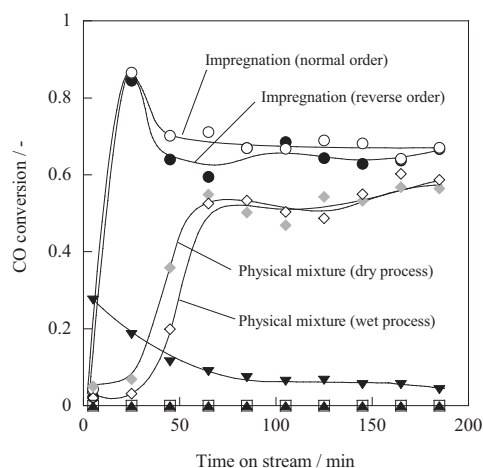 1
0.8
0.6
0.4
0.2
0
0 50 100 150 200
CO conversion / -
Time on stream / min
Impregnation (normal order)
Impregnation (reverse order)
Physical mixture (dry process)
Physical mixture (wet process)